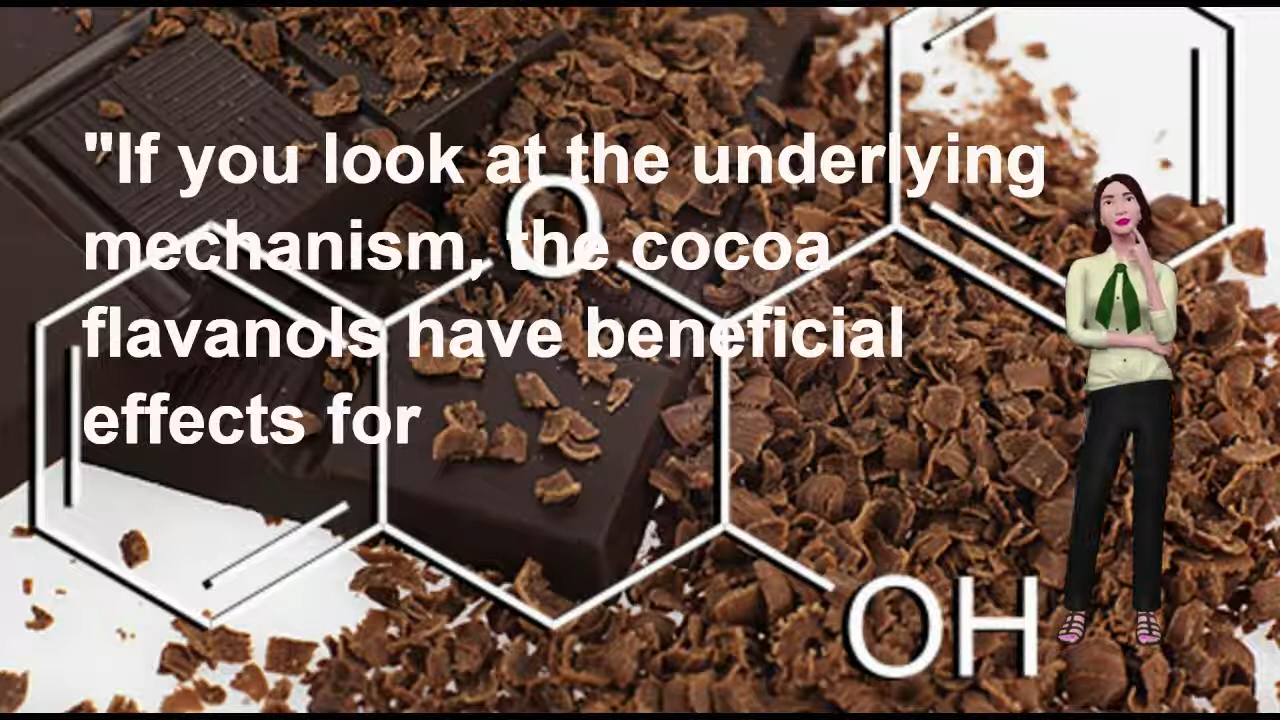 "If you look at the underlying
mechanism, the cocoa
flavanols have beneficial
effects for
O
OH